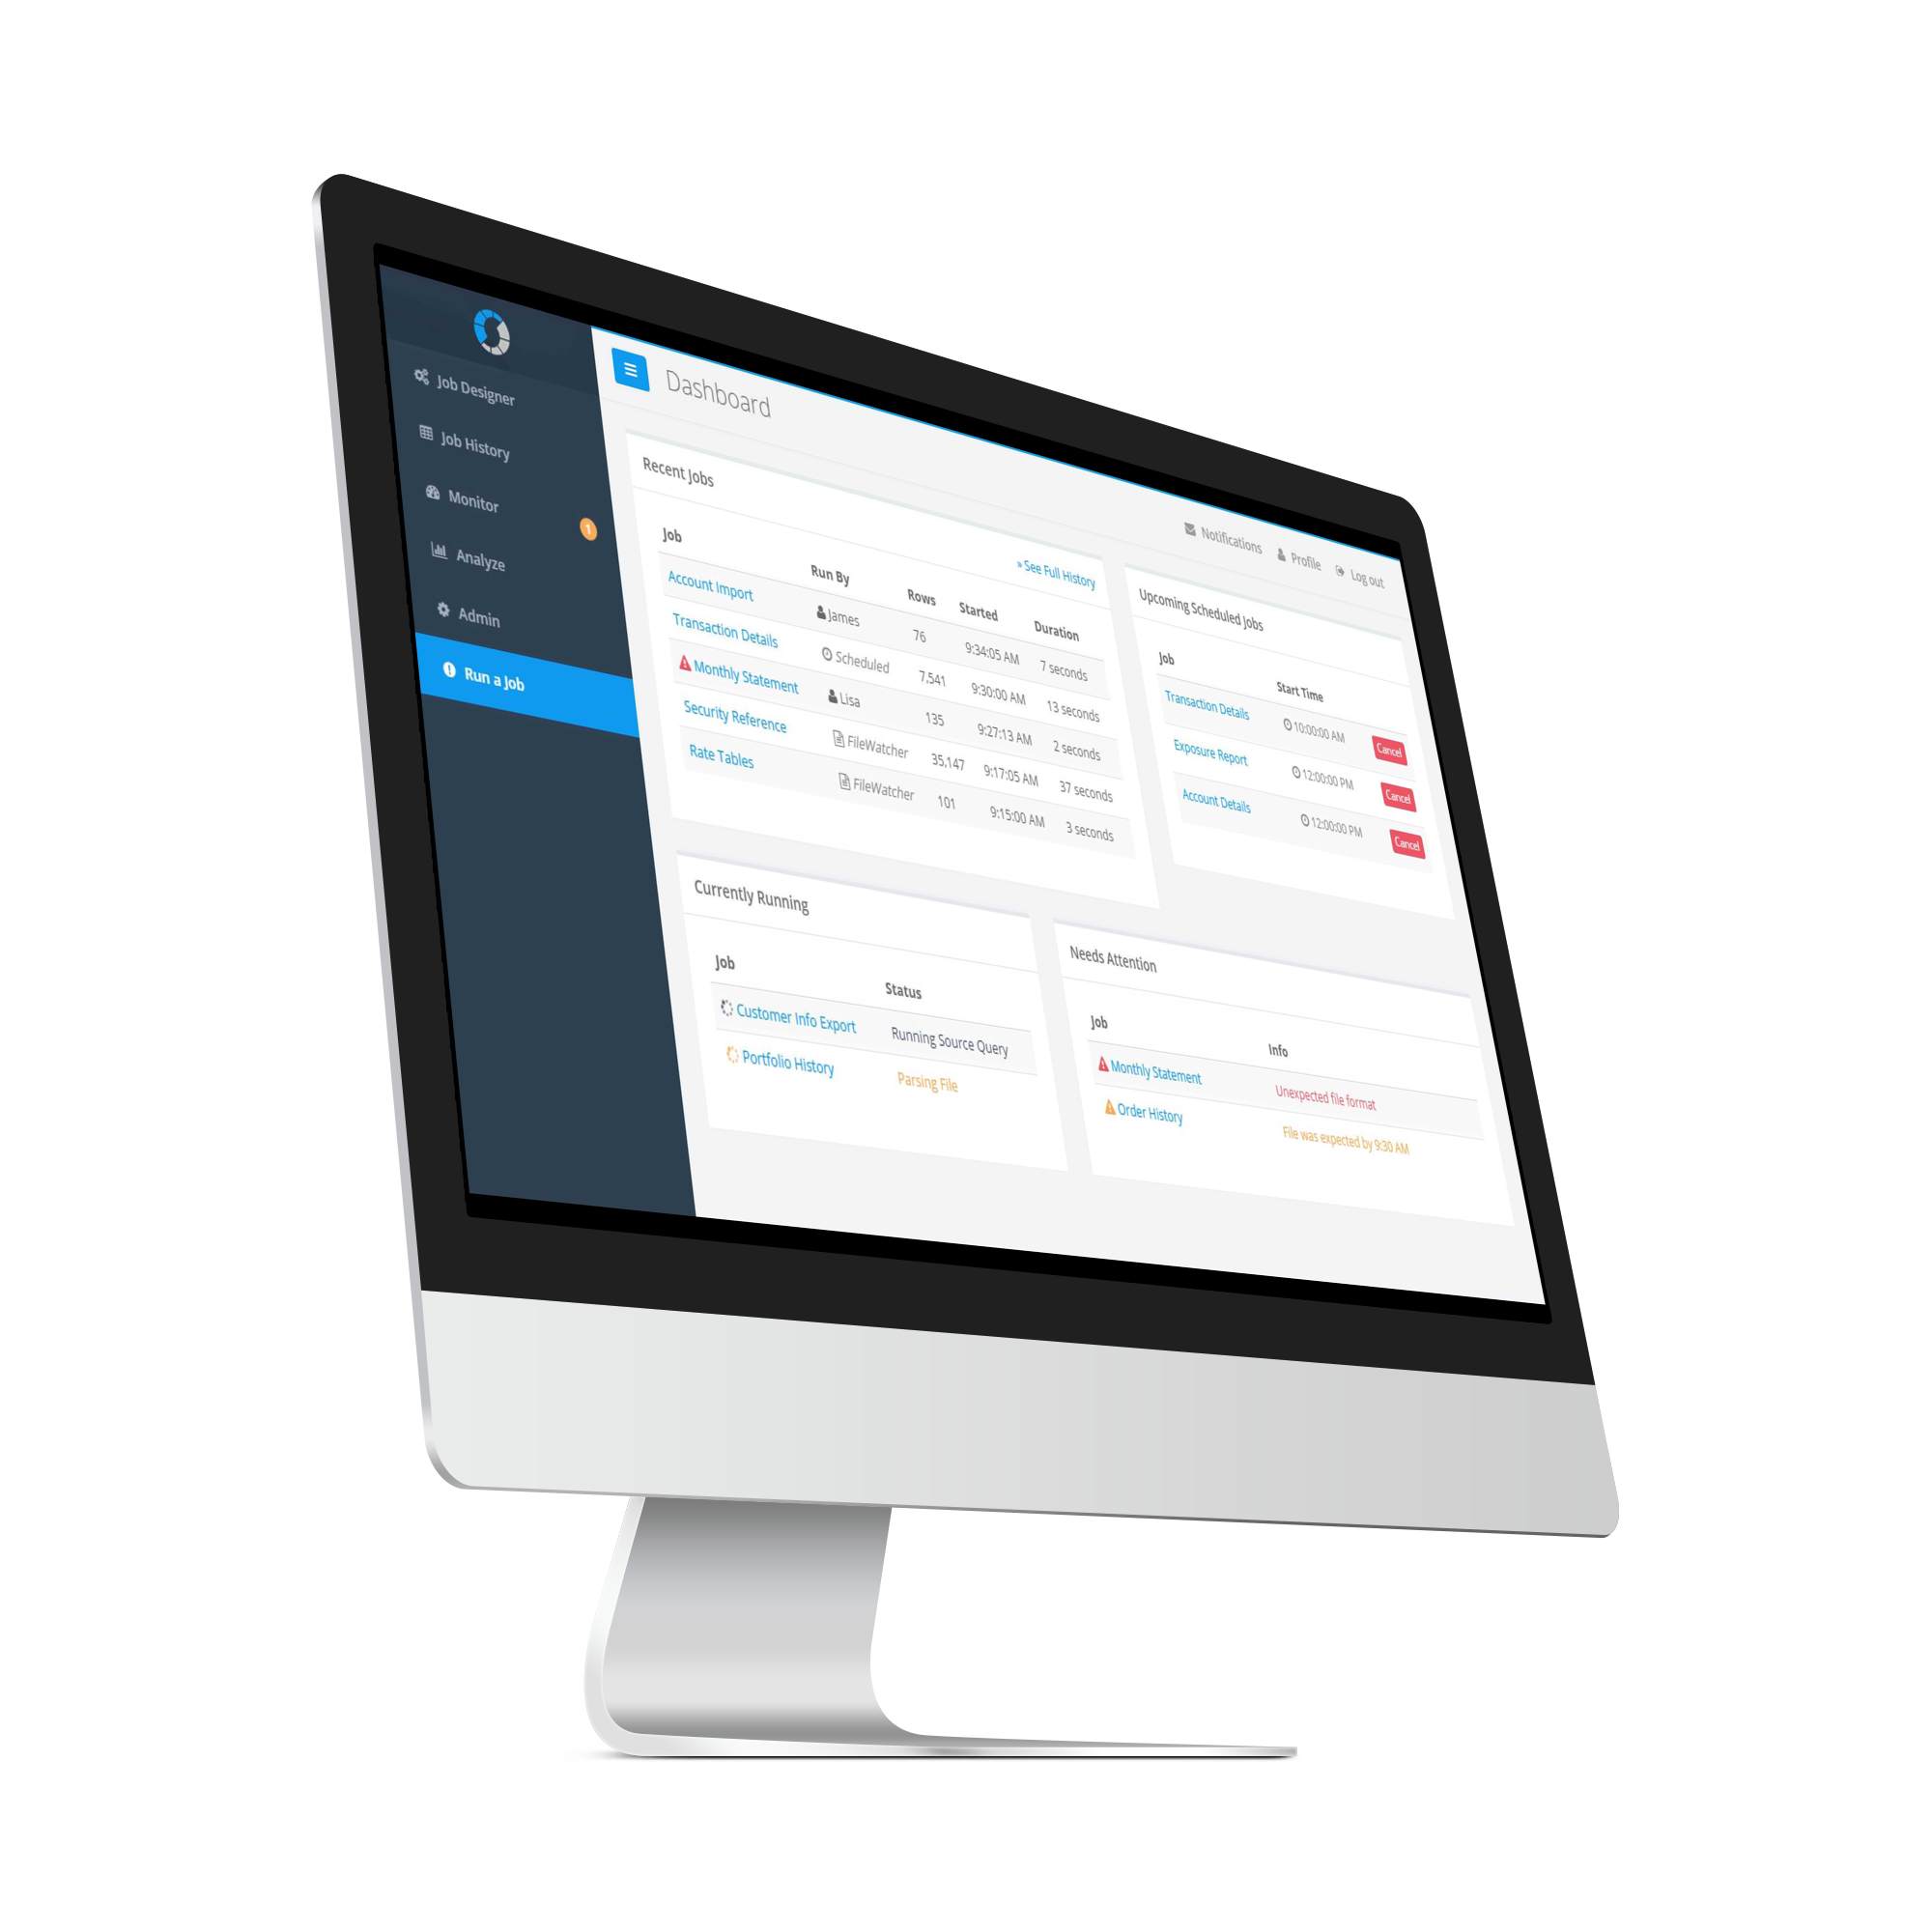 Dashboard
Notifications Profile Log out
Job Designer
Job History
Monitor
1
Analyze
Admin
Run a Job
Recent Jobs
» See Full History
Job Run By Rows Started Duration
Account Import James 76 9:34:05 AM 7 seconds
Transaction Details Scheduled 7,541 9:30:00 AM 13 seconds
Monthly Statement Lisa 135 9:27:13 AM 2 seconds
Security Reference FileWatcher 35,147 9:17:05 AM 37 seconds
Rate Tables FileWatcher 101 9:15:00 AM 3 seconds
Upcoming Scheduled Jobs
Job Start Time
Transaction Details 10:00:00 AM Cancel
Exposure Report 12:00:00 PM Cancel
Account Details 12:00:00 PM Cancel
Currently Running
Job Status
Customer Info Export Running Source Query
Portfolio History Parsing File
Needs Attention
Job Info
Monthly Statement Unexpected file format
Order History File was expected by 9:30 AM